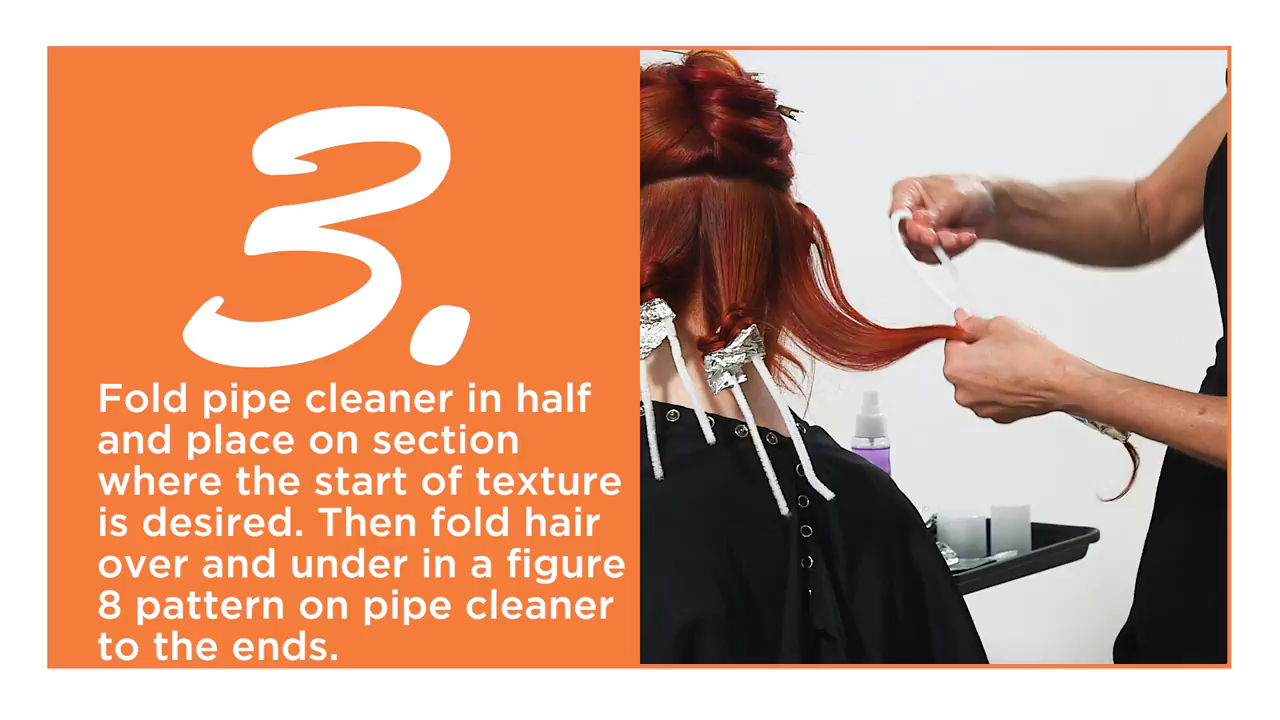 3.
Fold pipe cleaner in half
and place on section
where the start of texture
is desired. Then fold hair
over and under in a figure
8 pattern on pipe cleaner
to the ends.